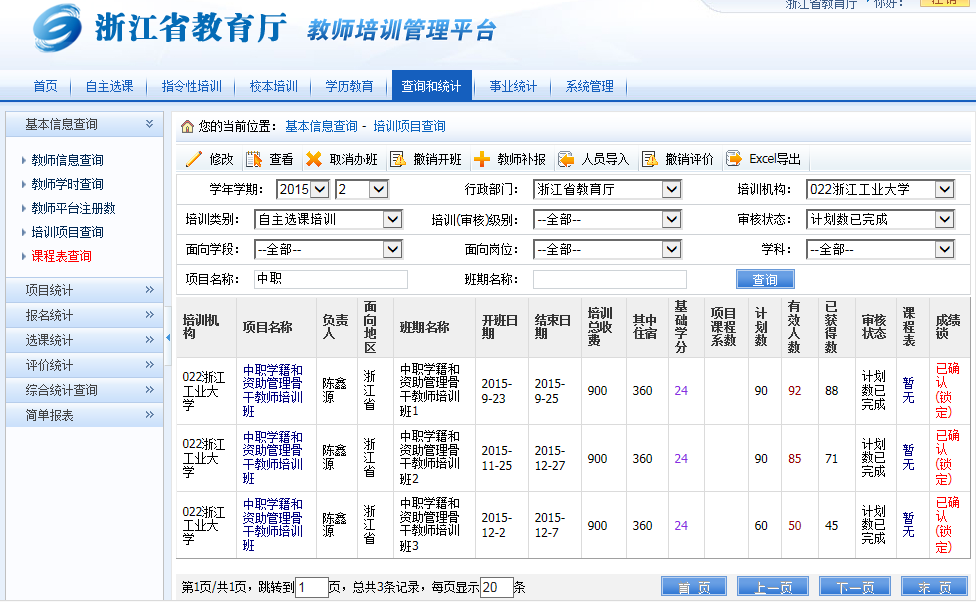 浙江省教育厅 ，你好：
注销
浙江省教育厅 教师培训管理平台
首页 自主选课 指令性培训 校本培训 学历教育 查询和统计 事业统计 系统管理
基本信息查询
教师信息查询
教师学时查询
教师平台注册数
培训项目查询
课程表查询
项目统计
报名统计
选课统计
评价统计
综合统计查询
简单报表
您的当前位置： 基本信息查询 - 培训项目查询
修改 查看 取消办班 撤销开班 教师补报 人员导入 撤销评价 Excel导出
学年学期： 2015 2 行政部门： 浙江省教育厅 培训机构： 022浙江工业大学
培训类别： 自主选课培训 培训(审核)级别： --全部-- 审核状态： 计划数已完成
面向学段： --全部-- 面向岗位： --全部-- 学科： --全部--
项目名称： 中职 班期名称： 查询
培训机构 项目名称 负责人 面向地区 班期名称 开班日期 结束日期 培训总收费 其中住宿 基础学分 项目课程系数 计划数 有效人数 已获得数 审核状态 课程表 成绩锁
022浙江工业大学 中职学籍和资助管理骨干教师培训班 陈鑫源 浙江省 中职学籍和资助管理骨干教师培训班1 2015-9-23 2015-9-25 900 360 24 90 92 88 计划数已完成 暂无 已确认(锁定)
022浙江工业大学 中职学籍和资助管理骨干教师培训班 陈鑫源 浙江省 中职学籍和资助管理骨干教师培训班2 2015-11-25 2015-12-27 900 360 24 90 85 71 计划数已完成 暂无 已确认(锁定)
022浙江工业大学 中职学籍和资助管理骨干教师培训班 陈鑫源 浙江省 中职学籍和资助管理骨干教师培训班3 2015-12-2 2015-12-7 900 360 24 60 50 45 计划数已完成 暂无 已确认(锁定)
第1页/共1页，跳转到 1 页，总共3条记录，每页显示 20 条 首 页 上一页 下一页 末 页